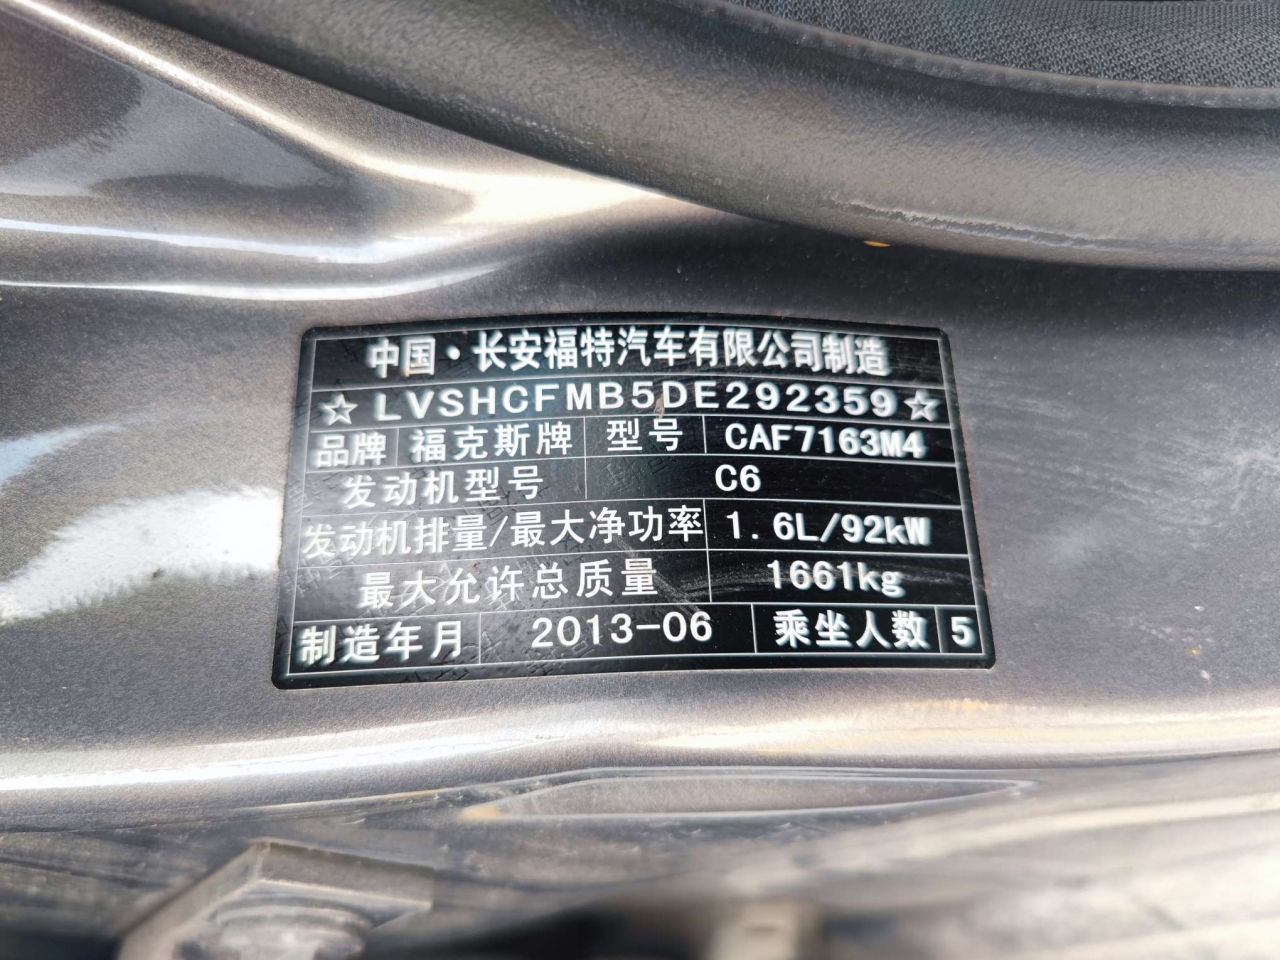 中国·长安福特汽车有限公司制造
☆LVSHCFMB5DE292359☆
品牌 福克斯牌 型号 CAF7163M4
发动机型号 C6
发动机排量/最大净功率 1.6L/92kW
最大允许总质量 1661kg
制造年月 2013-06 乘坐人数 5